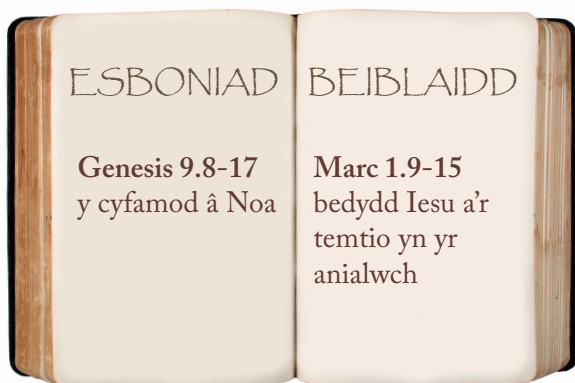 ESBONIAD BEIBLAIDD
Genesis 9.8-17
y cyfamod â Noa
Marc 1.9-15
bedydd Iesu a’r
temtio yn yr
anialwch